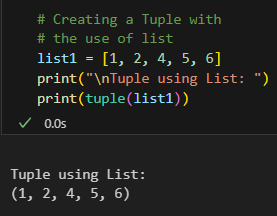 # Creating a Tuple with
# the use of list
list1 = [1, 2, 4, 5, 6]
print("\nTuple using List: ")
print(tuple(list1))
0.0s
Tuple using List:
(1, 2, 4, 5, 6)